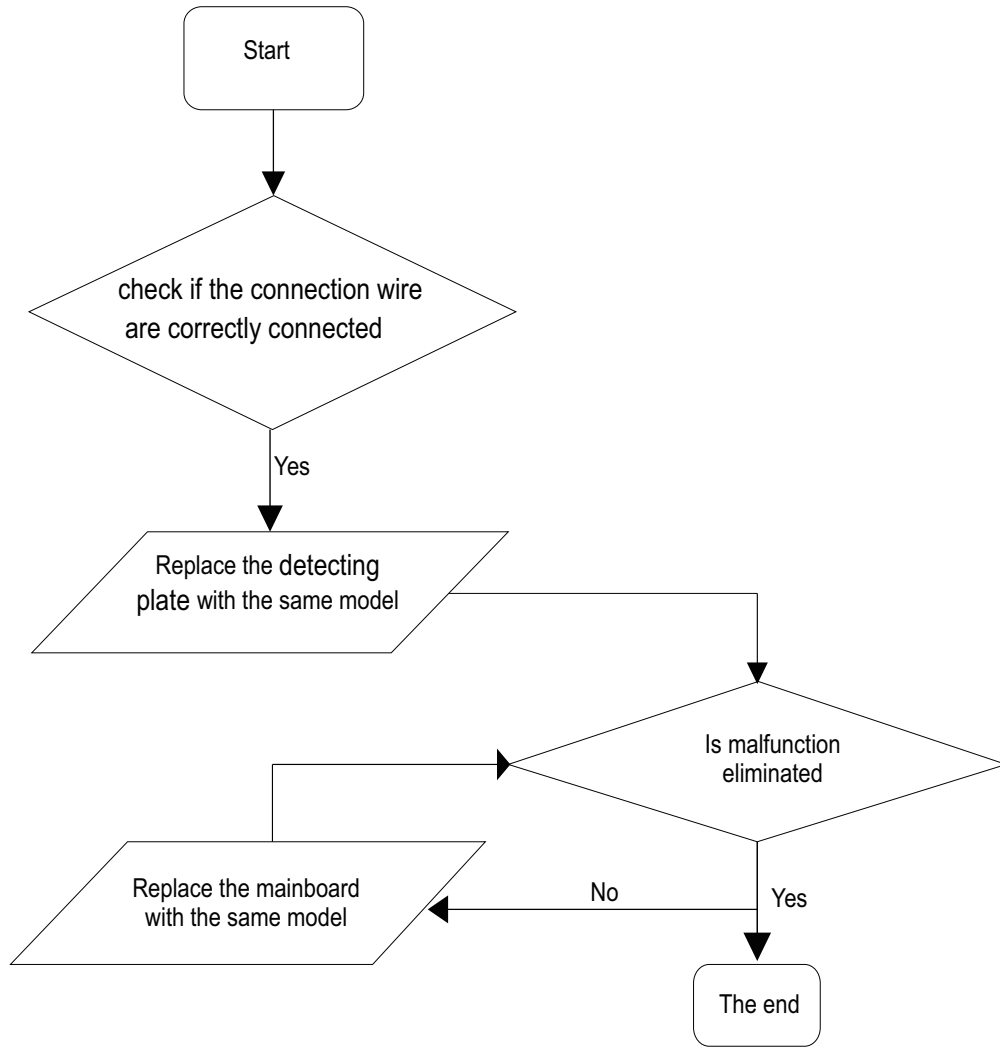 Start
check if the connection wire
are correctly connected
Yes
Replace the detecting
plate with the same model
Is malfunction
eliminated
Replace the mainboard
with the same model
No
Yes
The end